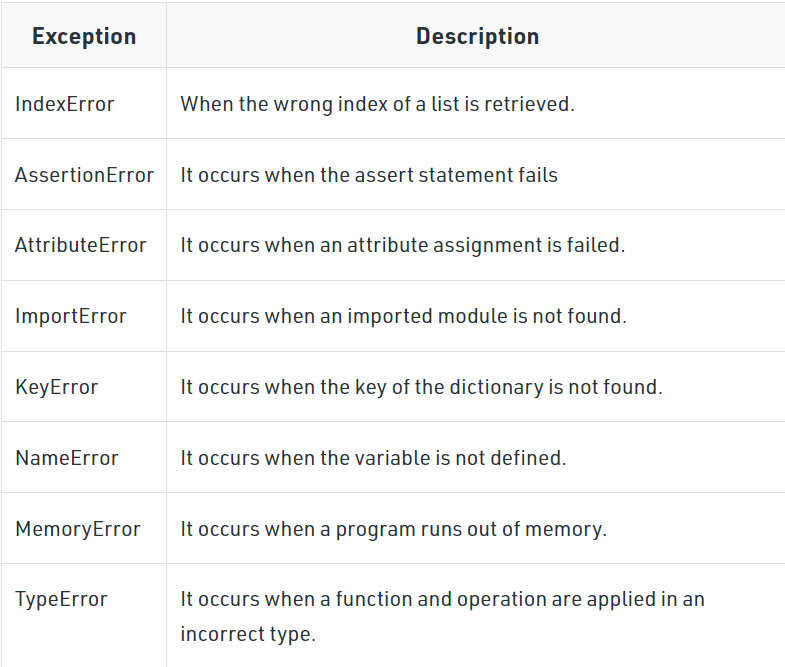 Exception Description
IndexError When the wrong index of a list is retrieved.
AssertionError It occurs when the assert statement fails
AttributeError It occurs when an attribute assignment is failed.
ImportError It occurs when an imported module is not found.
KeyError It occurs when the key of the dictionary is not found.
NameError It occurs when the variable is not defined.
MemoryError It occurs when a program runs out of memory.
TypeError It occurs when a function and operation are applied in an
incorrect type.